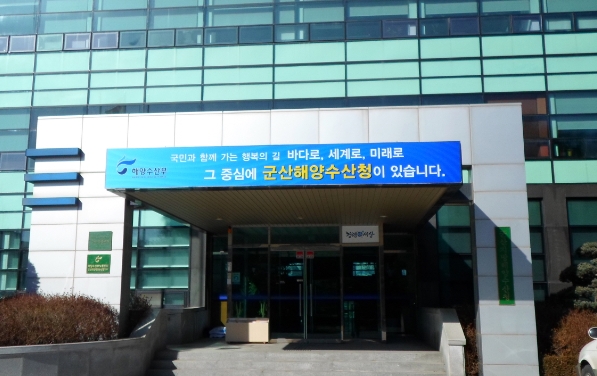 해양수산부
국민과 함께 가는 행복의 길 바다로, 세계로, 미래로
그 중심에 군산해양수산청이 있습니다.